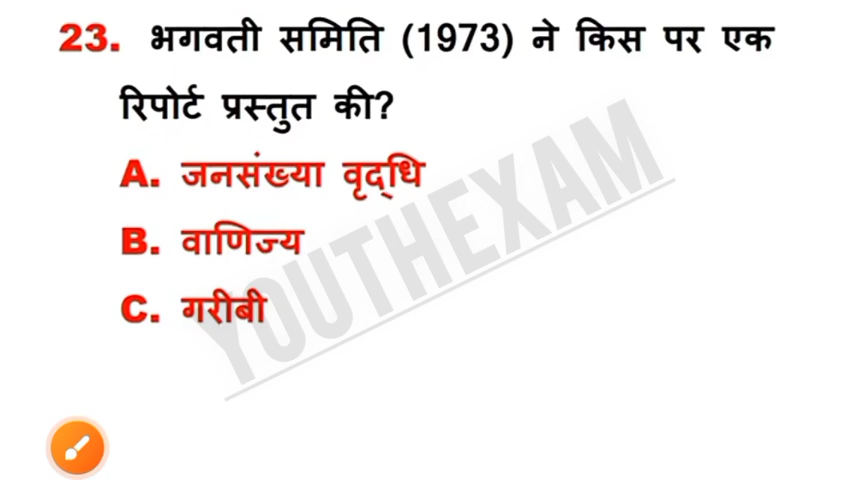 23. भगवती समिति (1973) ने किस पर एक
रिपोर्ट प्रस्तुत की?
A. जनसंख्या वृद्‌धि
B. वाणिज्य
C. गरीबी
YOUTHEXAM